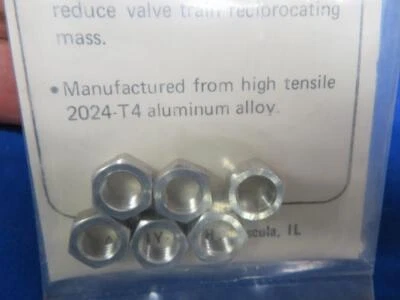 reduce valve train reciprocating
mass.
• Manufactured from high tensile
2024-T4 aluminum alloy.
IL